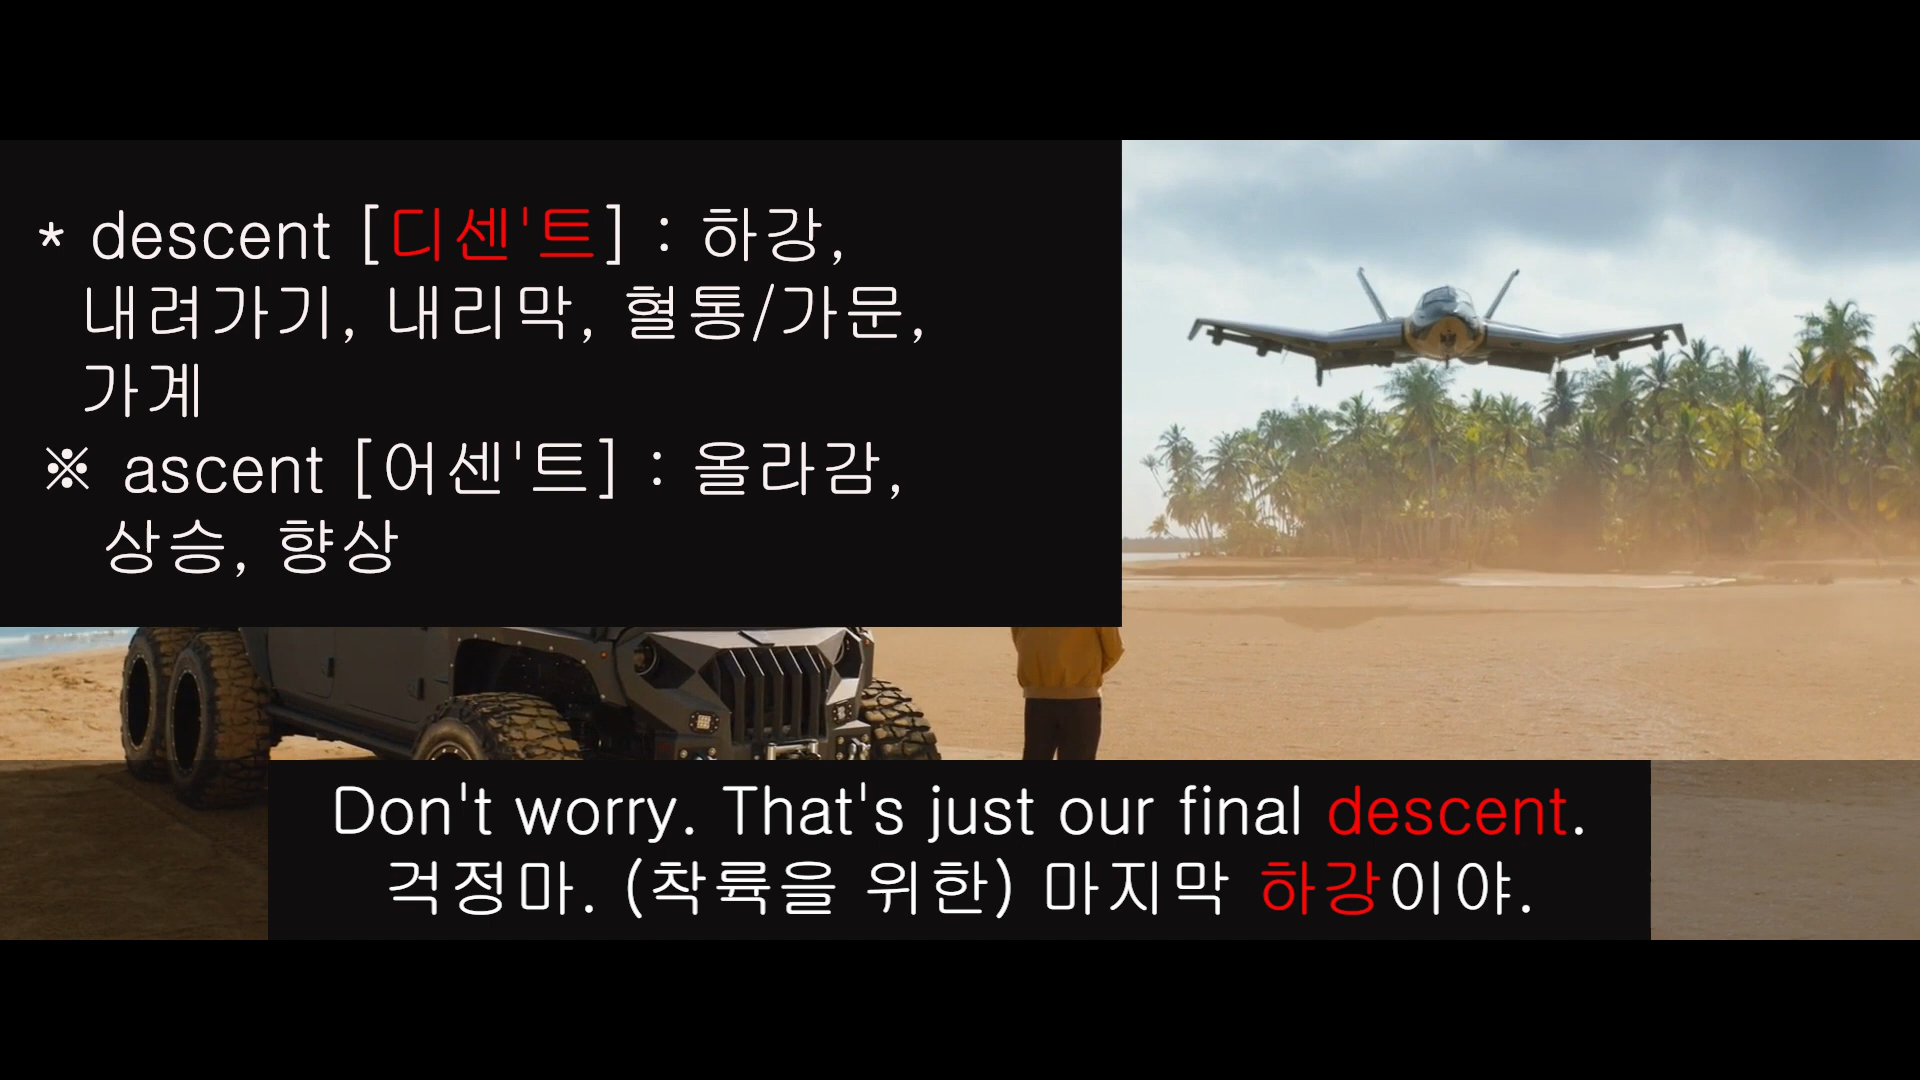 * descent [디센'트] : 하강,
내려가기, 내리막, 혈통/가문,
가계
※ ascent [어센'트] : 올라감,
상승, 향상
Don't worry. That's just our final descent.
걱정마. (착륙을 위한) 마지막 하강이야.